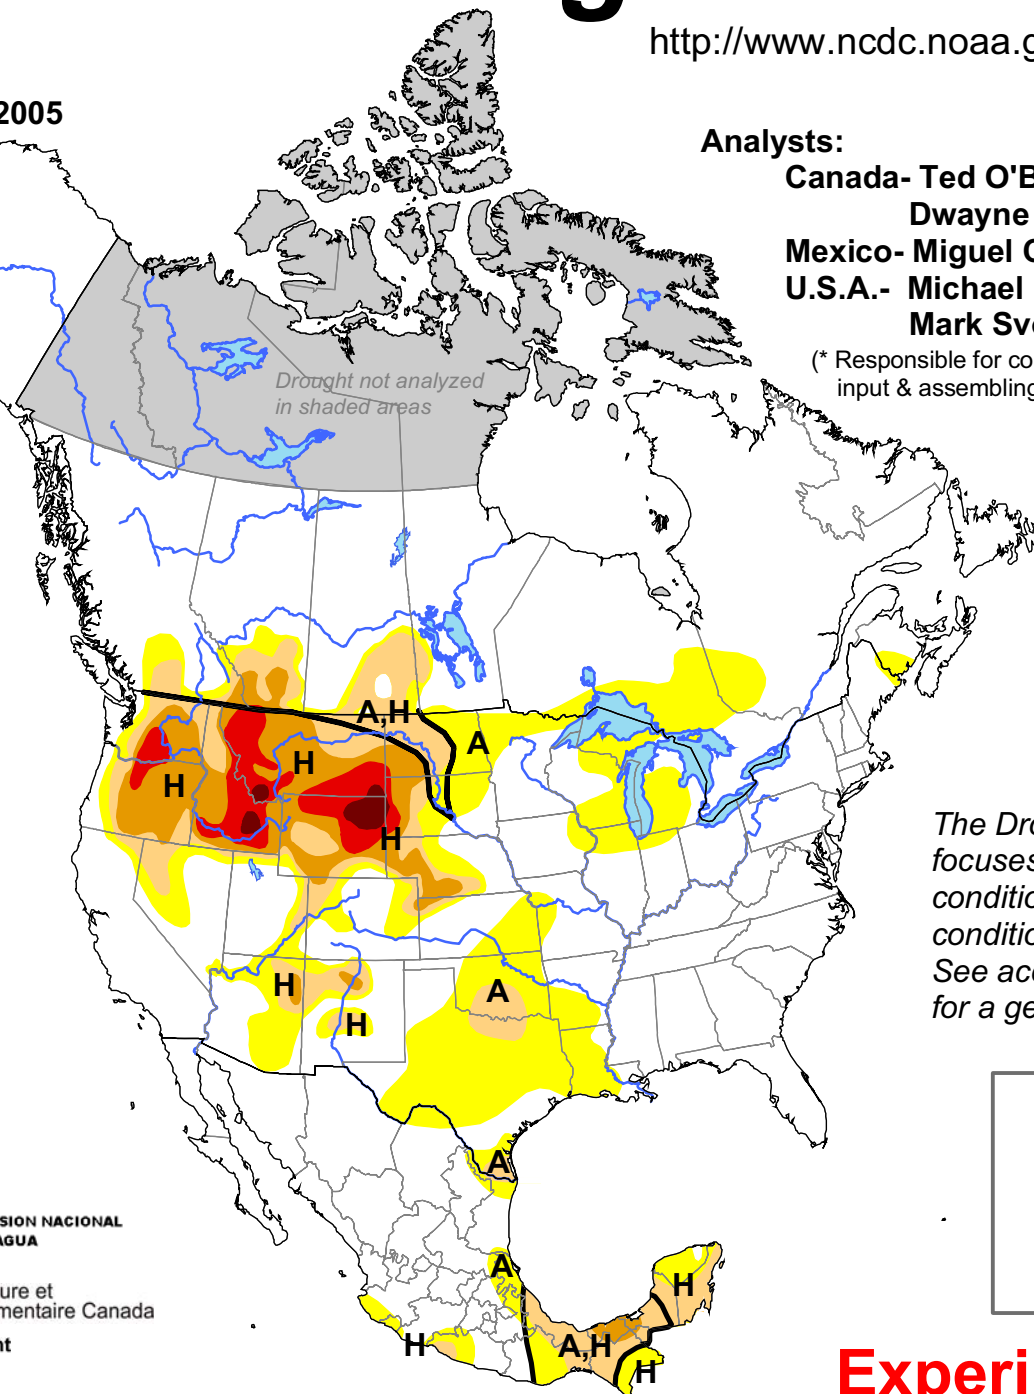 http://www.ncdc.noaa.g
2005
Analysts:
Canada- Ted O'B
Dwayne
Mexico- Miguel
U.S.A.- Michael
Mark Sv
(* Responsible for co
input & assembling
Drought not analyzed
in shaded areas
A,H
A
H
H
H
The Dro
focuses
conditio
conditio
See acc
for a ge
H
A
H
A
SION NACIONAL
AGUA
A
H
ure et
mentaire Canada
nt
H
A,H
H
Experi